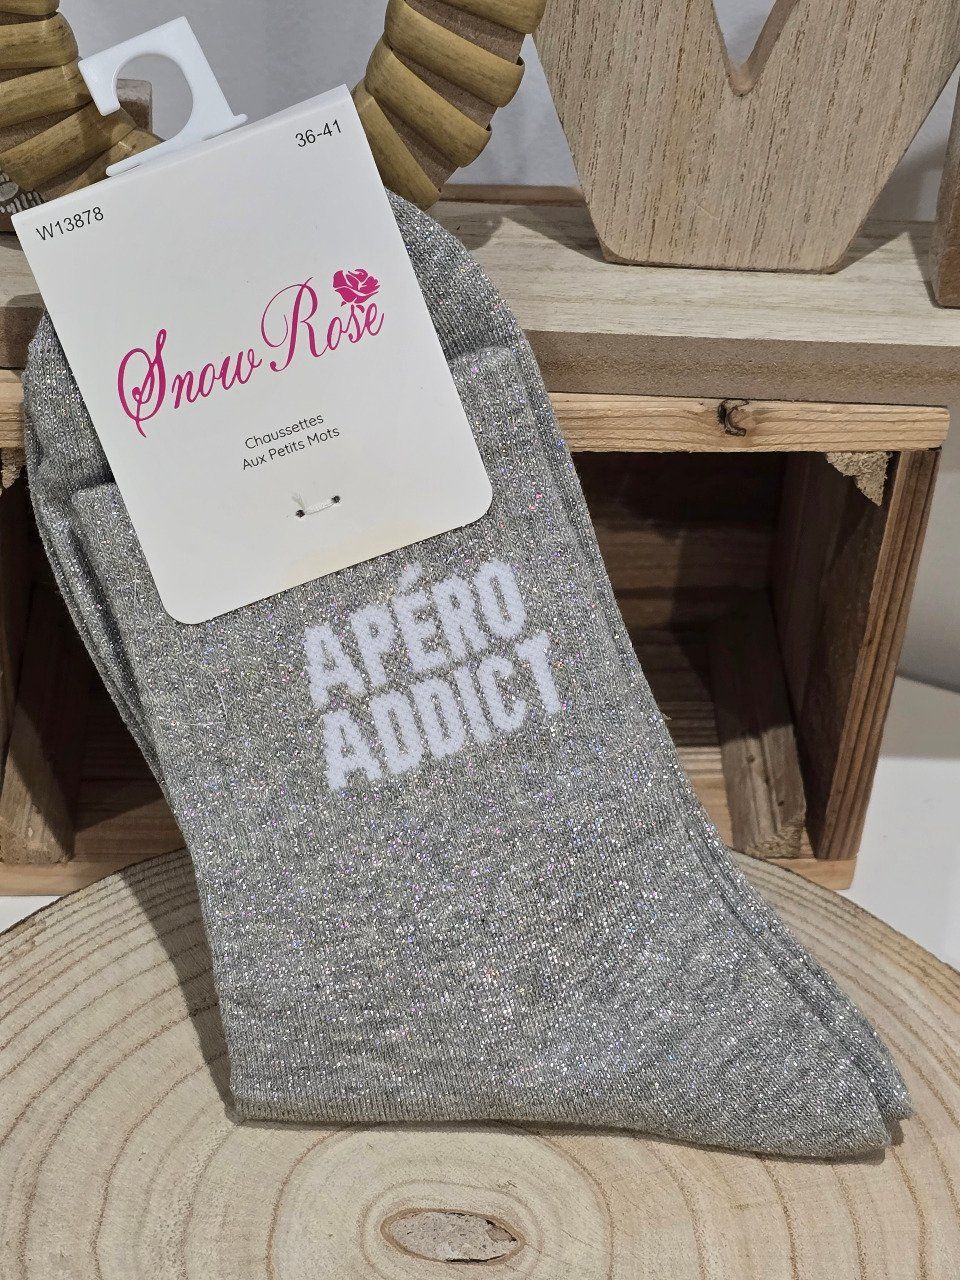 36-41
W13878
Snow Rose
Chaussettes
Aux Petits Mots
APÉRO
ADDICT